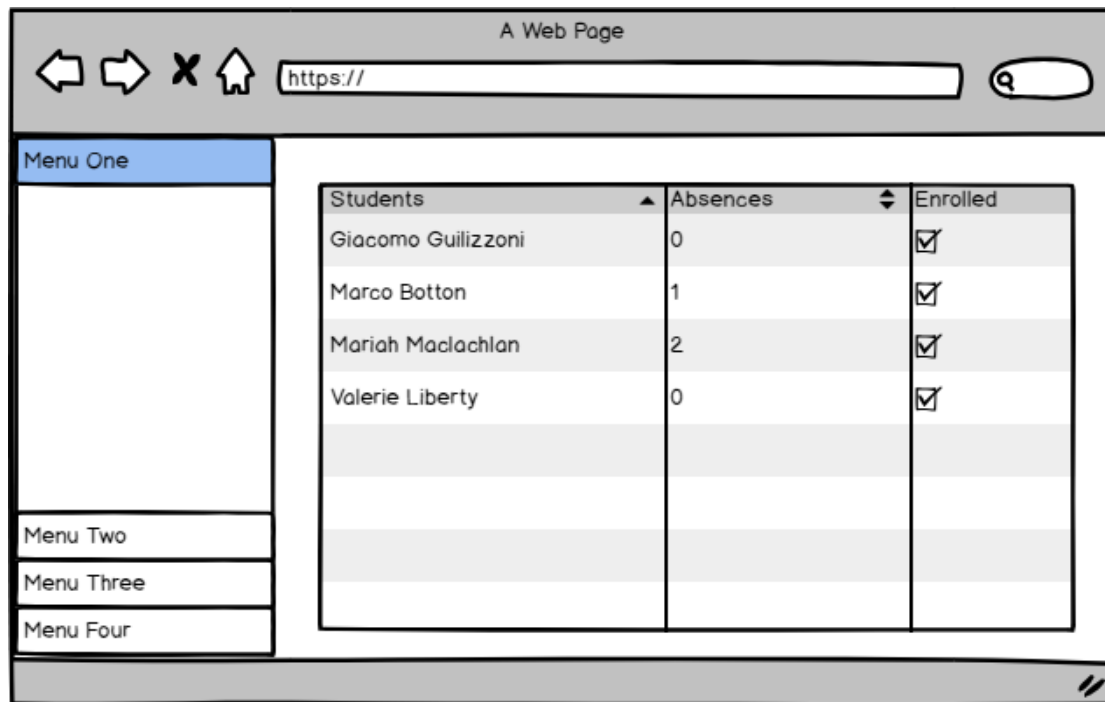 A Web Page
https://
Menu One
Menu Two
Menu Three
Menu Four
Students Absences Enrolled
Giacomo Guilizzoni 0
Marco Botton 1
Mariah Maclachlan 2
Valerie Liberty 0